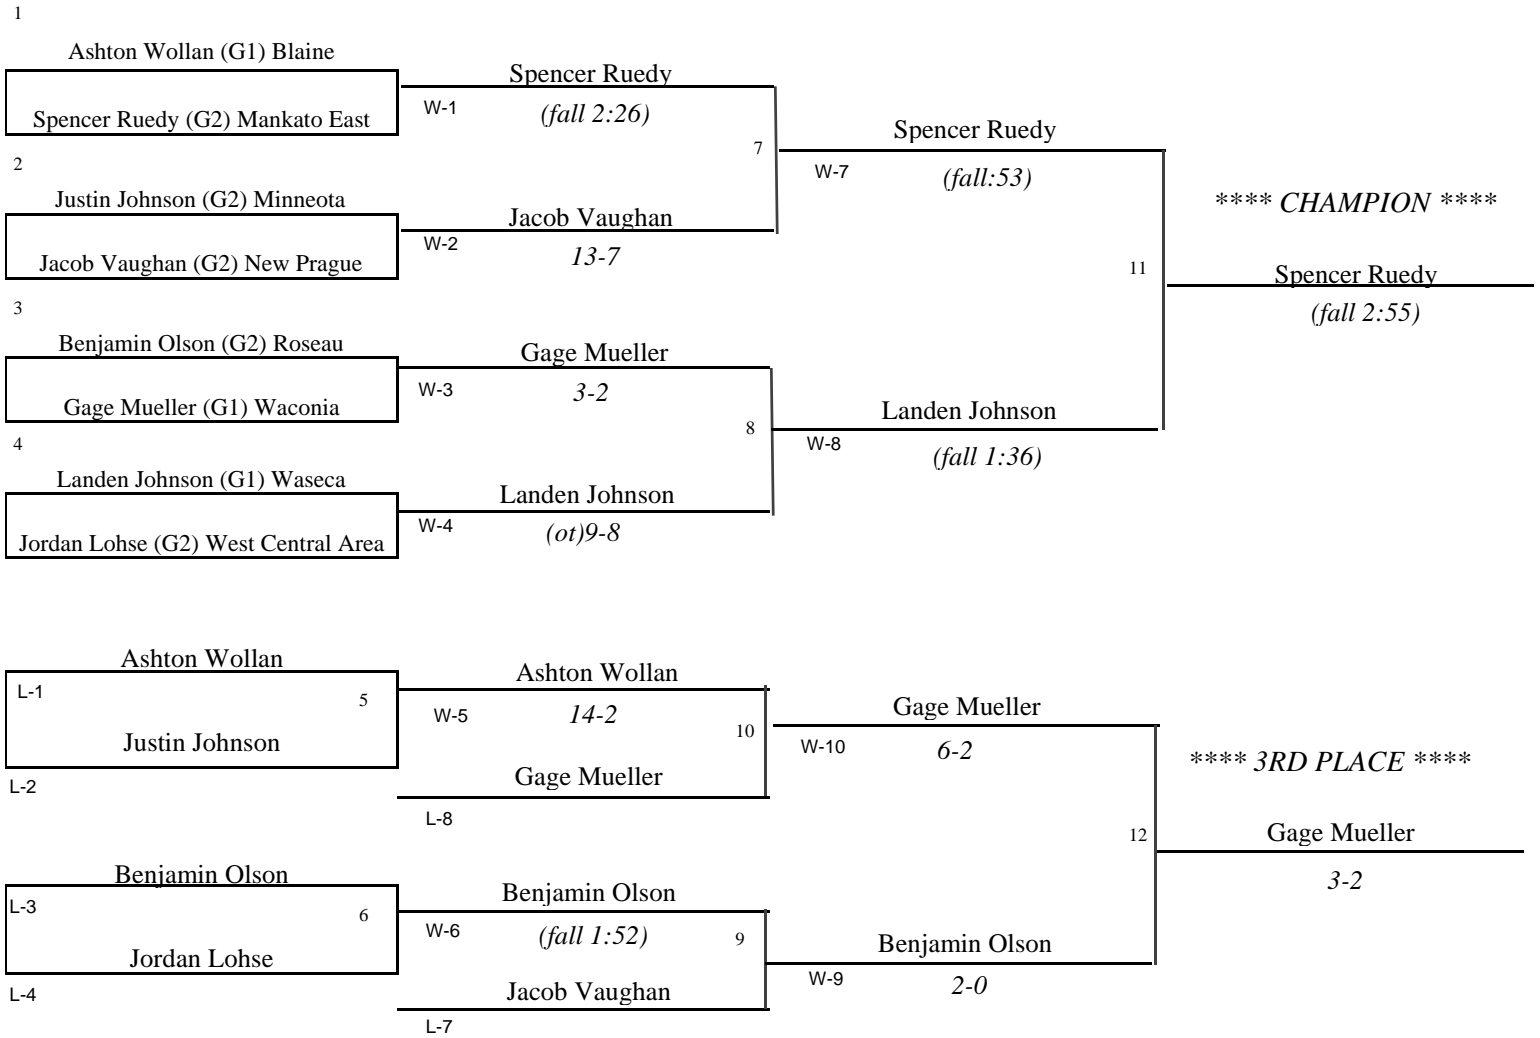 1
Ashton Wollan (G1) Blaine
Spencer Ruedy
W-1
(fall 2:26)
Spencer Ruedy (G2) Mankato East
Spencer Ruedy
7
2
W-7
(fall:53)
Justin Johnson (G2) Minneota
**** CHAMPION ****
Jacob Vaughan
W-2
13-7
Jacob Vaughan (G2) New Prague
11
Spencer Ruedy
3
(fall 2:55)
Benjamin Olson (G2) Roseau
Gage Mueller
W-3
3-2
Gage Mueller (G1) Waconia
Landen Johnson
8
4
W-8
(fall 1:36)
Landen Johnson (G1) Waseca
Landen Johnson
W-4
(ot)9-8
Jordan Lohse (G2) West Central Area
Ashton Wollan
Ashton Wollan
L-1
5
Gage Mueller
W-5
14-2
10
Justin Johnson
W-10
6-2
**** 3RD PLACE ****
Gage Mueller
L-2
L-8
12
Gage Mueller
Benjamin Olson
3-2
Benjamin Olson
L-3
6
W-6
(fall 1:52)
9
Benjamin Olson
Jordan Lohse
W-9
2-0
L-4
Jacob Vaughan
L-7